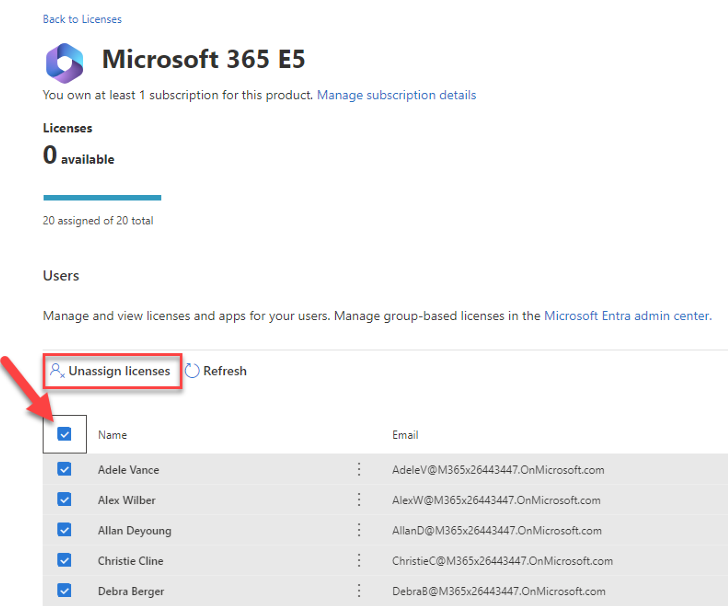 Back to Licenses
Microsoft 365 E5
You own at least 1 subscription for this product. Manage subscription details
Licenses
0 available
20 assigned of 20 total
Users
Manage and view licenses and apps for your users. Manage group-based licenses in the Microsoft Entra admin center.
Unassign licenses Refresh
Name Email
Adele Vance AdeleV@M365x26443447.OnMicrosoft.com
Alex Wilber AlexW@M365x26443447.OnMicrosoft.com
Allan Deyoung AllanD@M365x26443447.OnMicrosoft.com
Christie Cline ChristieC@M365x26443447.OnMicrosoft.com
Debra Berger DebraB@M365x26443447.OnMicrosoft.com